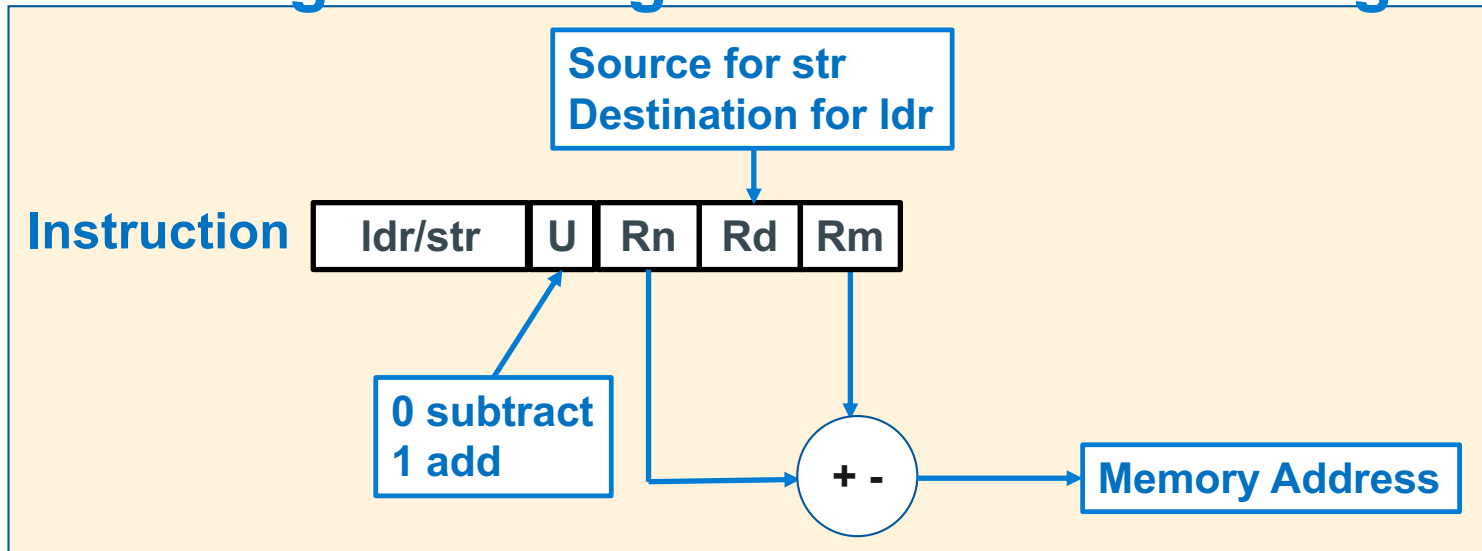 Source for str
Destination for ldr
Instruction ldr/str U Rn Rd Rm
0 subtract
1 add
+ -
Memory Address